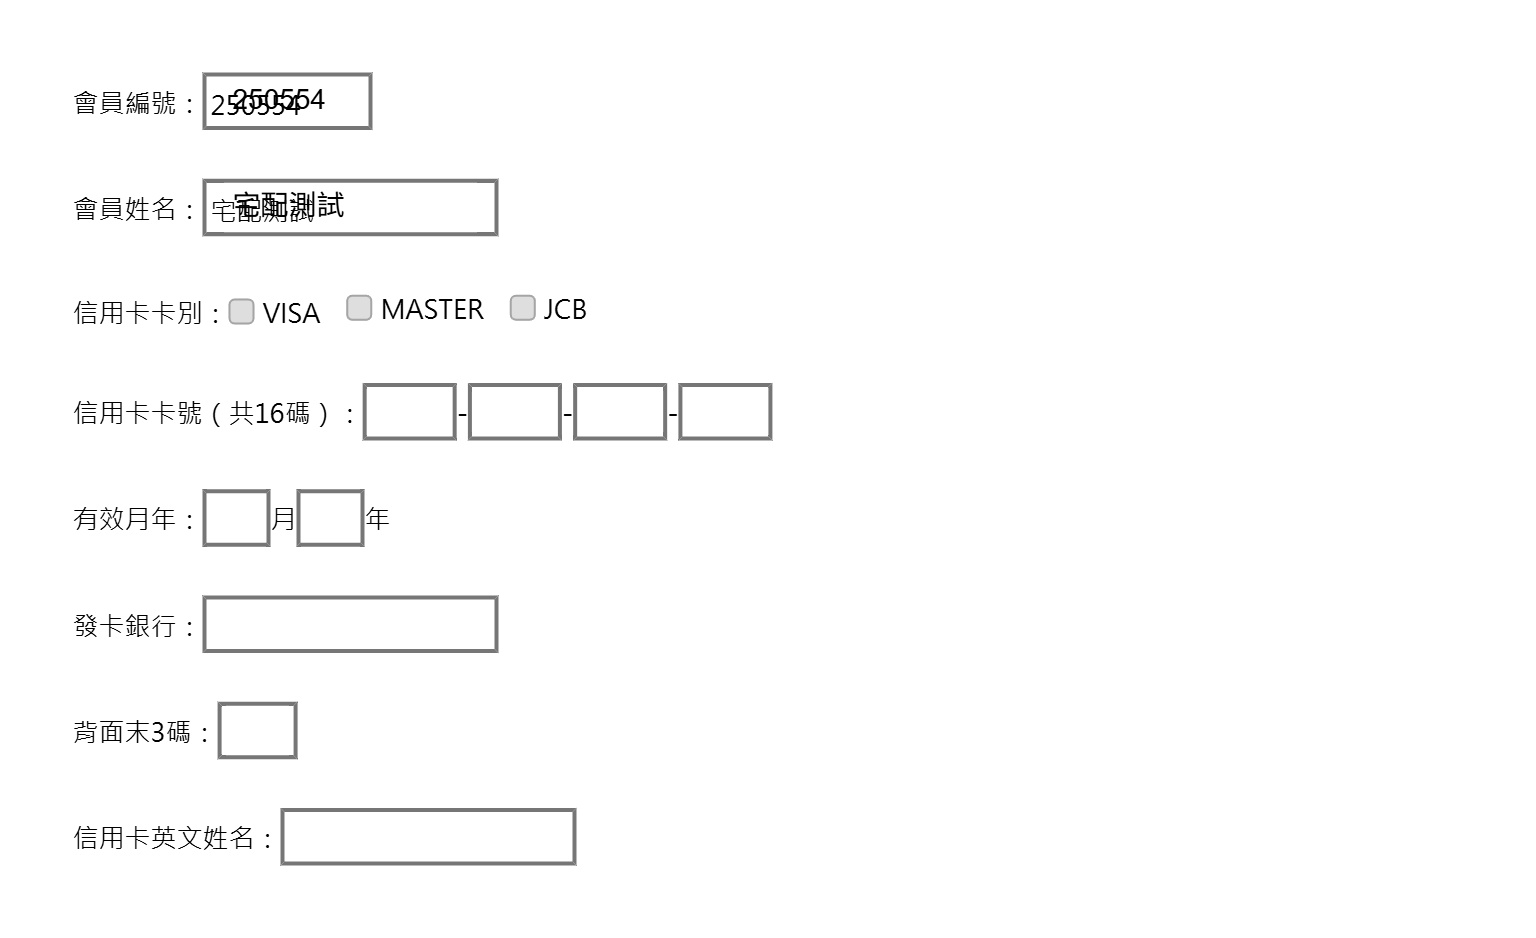 會員編號：250554
會員姓名：宅配測試
信用卡卡別：VISA MASTER JCB
信用卡卡號（共16碼）：---
有效月年：月年
發卡銀行：
背面末3碼：
信用卡英文姓名：